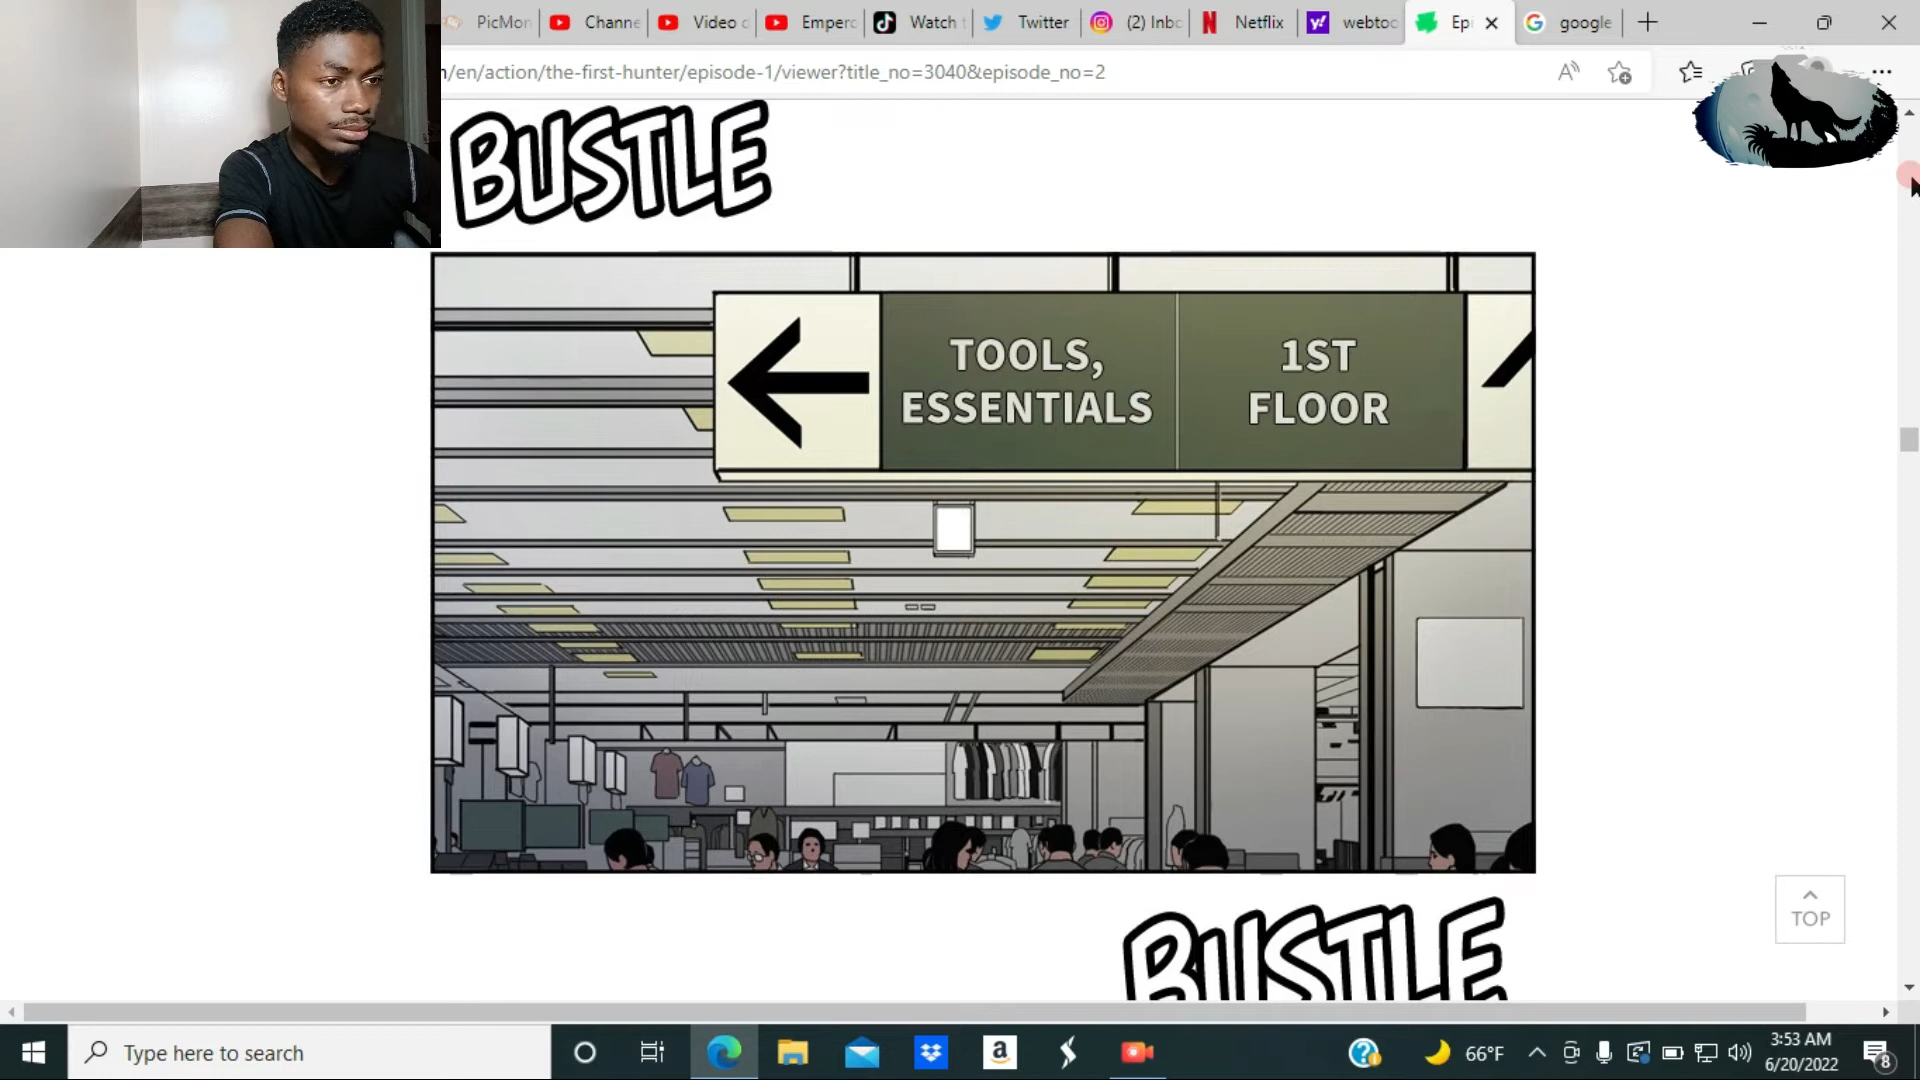 PicMon
Channe
Video c
Emperc
Watch t
Twitter
(2) Inbc
Netflix
webtoc
Epi
google
/en/action/the-first-hunter/episode-1/viewer?title_no=3040&episode_no=2
BUSTLE
TOOLS,
ESSENTIALS
1ST
FLOOR
TOP
BUSTLE
Type here to search
66°F
3:53 AM
6/20/2022
8